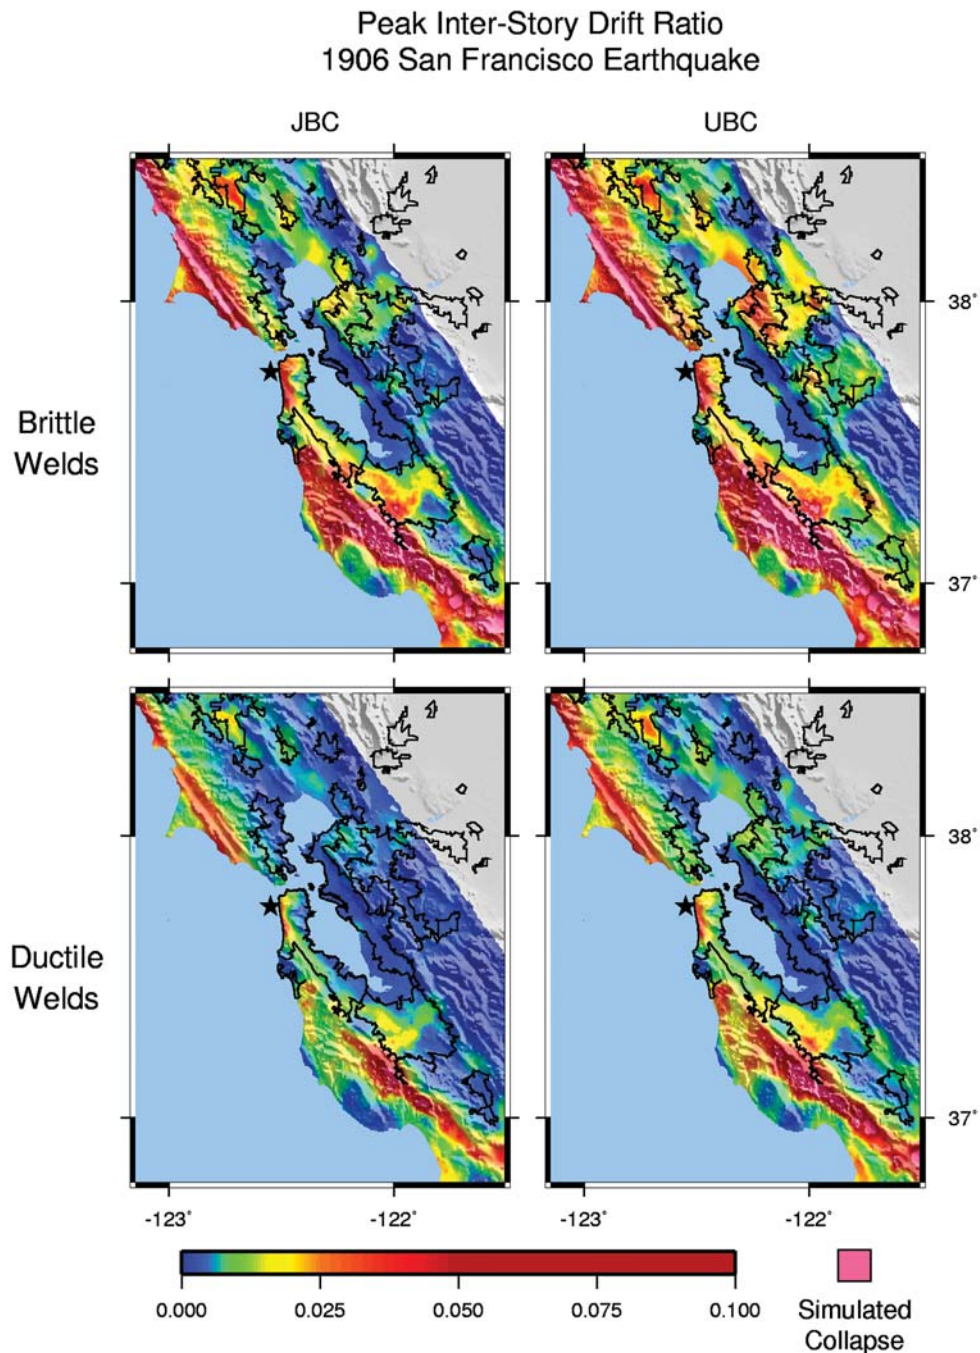 Peak Inter-Story Drift Ratio
1906 San Francisco Earthquake
JBC
UBC
Brittle
Welds
38°
37°
Ductile
Welds
38°
37°
-123°
-122°
-123°
-122°
0.000
0.025
0.050
0.075
0.100
Simulated
Collapse